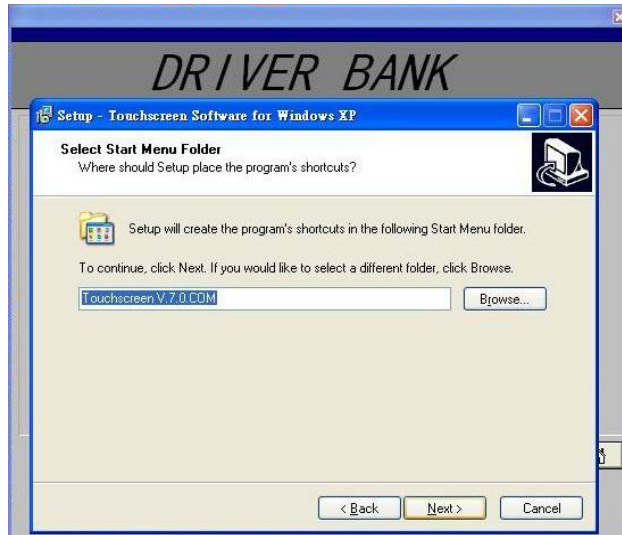 DRIVER BANK
Setup - Touchscreen Software for Windows XP
Select Start Menu Folder
Where should Setup place the program's shortcuts?
Setup will create the program's shortcuts in the following Start Menu folder.
To continue, click Next. If you would like to select a different folder, click Browse.
Touchscreen V.7.0.COM
Browse...
< Back
Next >
Cancel